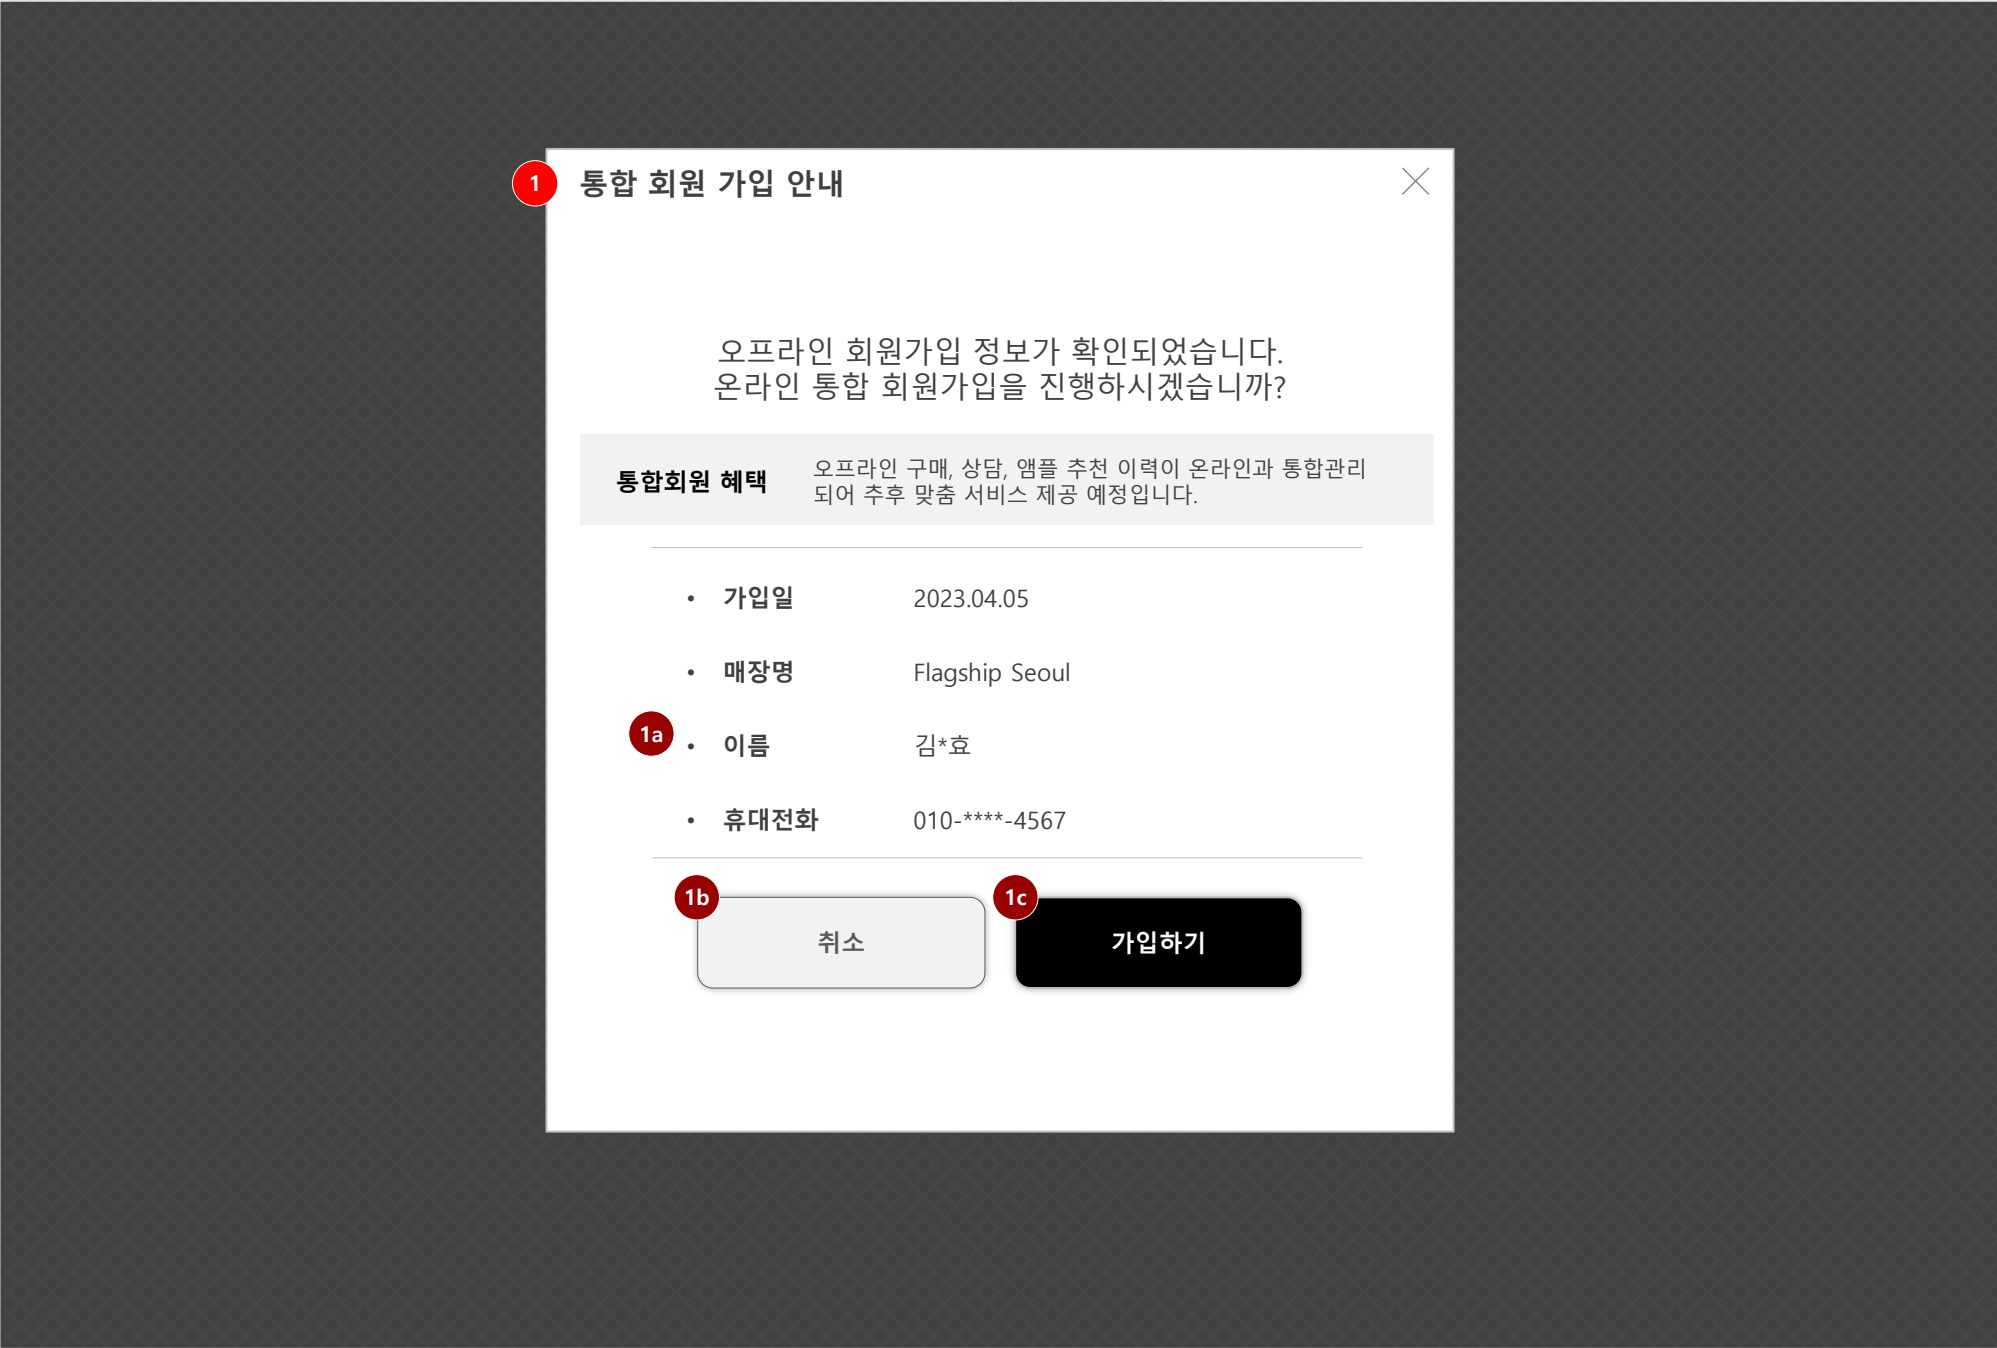 1 통합 회원 가입 안내
오프라인 회원가입 정보가 확인되었습니다.
온라인 통합 회원가입을 진행하시겠습니까?
통합회원 혜택
오프라인 구매, 상담, 앰플 추천 이력이 온라인과 통합관리
되어 추후 맞춤 서비스 제공 예정입니다.
• 가입일 2023.04.05
• 매장명 Flagship Seoul
1a • 이름 김*효
• 휴대전화 010-****-4567
1b 취소
1c 가입하기